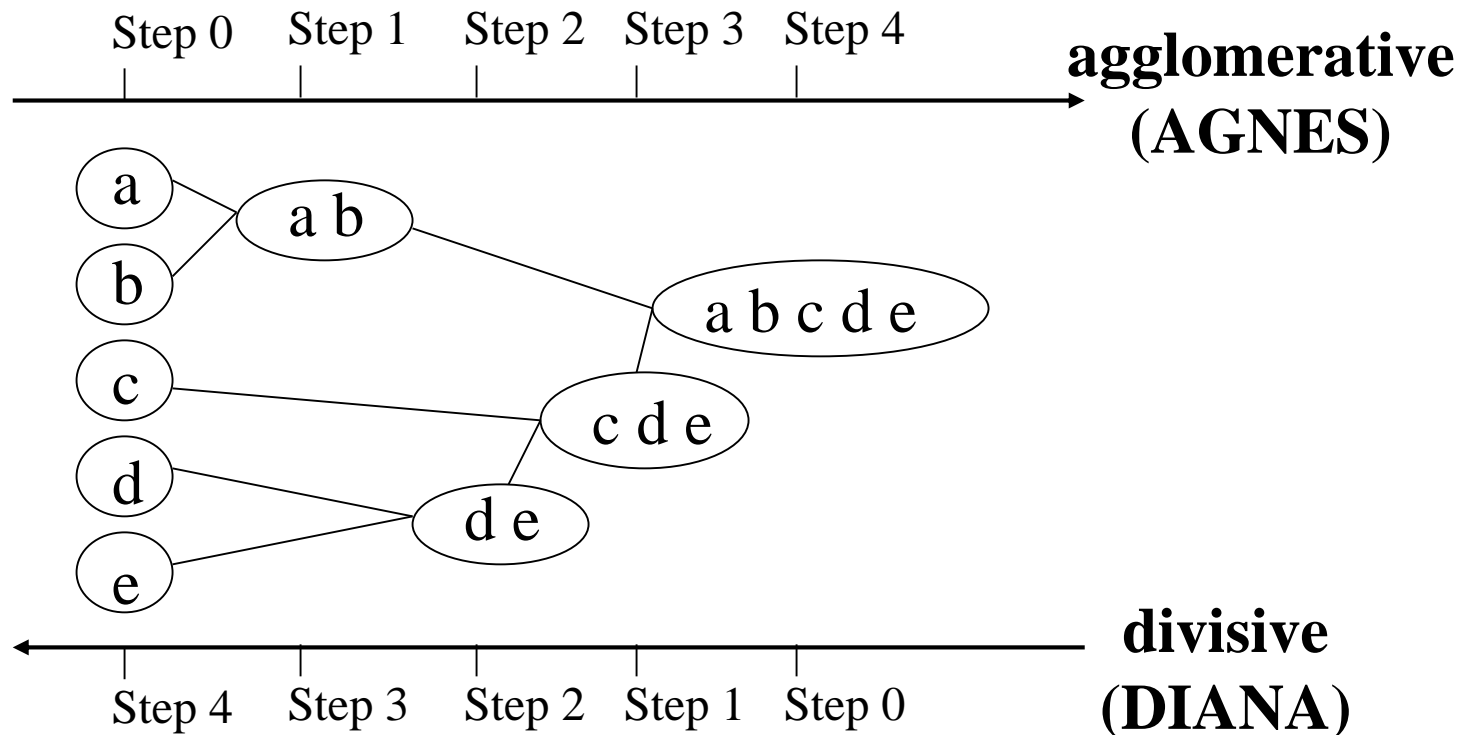 Step 0 Step 1 Step 2 Step 3 Step 4
agglomerative
(AGNES)
a
a b
b
a b c d e
c
c d e
d
d e
e
divisive
(DIANA)
Step 4 Step 3 Step 2 Step 1 Step 0